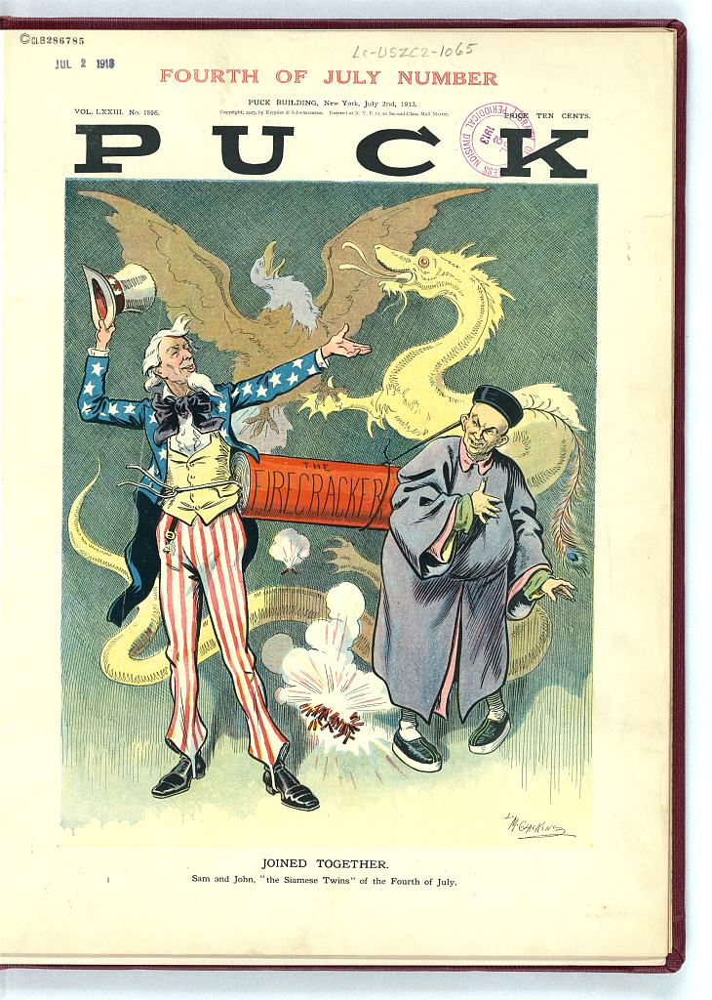 ©CLB286785
LC-USZC2-1065
JUL 2 1913
FOURTH OF JULY NUMBER
PUCK BUILDING, New York, July 2nd, 1913.
VOL. LXXIII. No. 1896.
Copyright, 1913, by Keppler & Schwarzmann. Entered at N. Y. P. O. as Second-Class Mail Matter.
PRICE TEN CENTS.
PERIODICAL DIVISION
1913
PUCK
THE
FIRECRACKER
L. M. Glackens
JOINED TOGETHER.
Sam and John, "the Siamese Twins" of the Fourth of July.